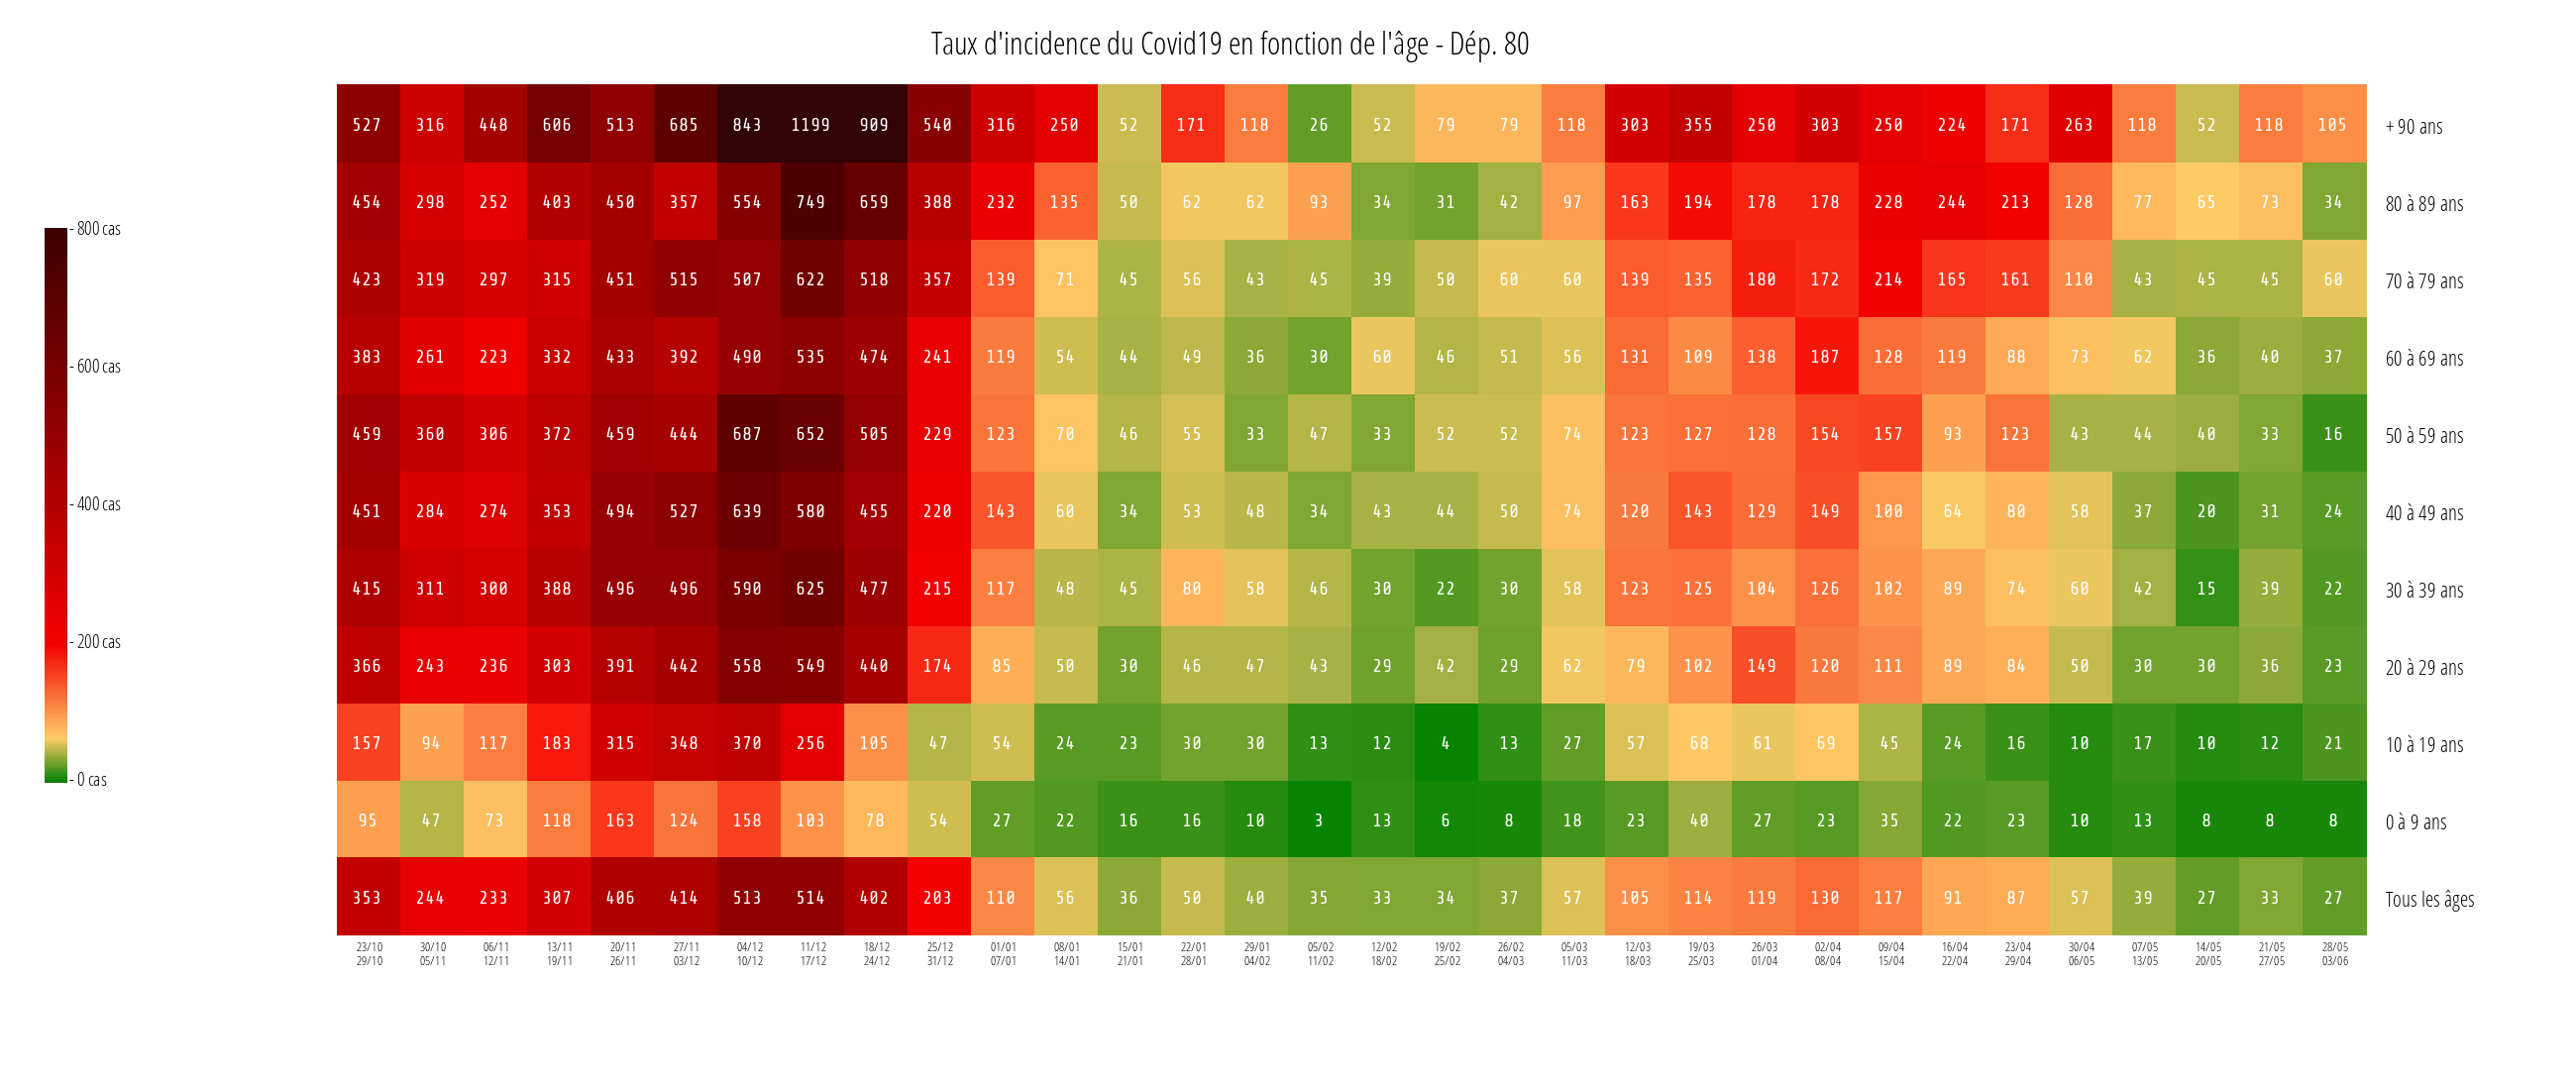 Taux d'incidence du Covid19 en fonction de l'âge - Dép. 80
- 800 cas
- 600 cas
- 400 cas
- 200 cas
- 0 cas
527 316 448 606 513 685 843 1199 909 540 316 250 52 171 118 26 52 79 79 118 303 355 250 303 250 224 171 263 118 52 118 105 + 90 ans
454 298 252 403 450 357 554 749 659 388 232 135 50 62 62 93 34 31 42 97 163 194 178 178 228 244 213 128 77 65 73 34 80 à 89 ans
423 319 297 315 451 515 507 622 518 357 139 71 45 56 43 45 39 50 60 60 139 135 180 172 214 165 161 110 43 45 45 60 70 à 79 ans
383 261 223 332 433 392 490 535 474 241 119 54 44 49 36 30 60 46 51 56 131 109 138 187 128 119 88 73 62 36 40 37 60 à 69 ans
459 360 306 372 459 444 687 652 505 229 123 70 46 55 33 47 33 52 52 74 123 127 128 154 157 93 123 43 44 40 33 16 50 à 59 ans
451 284 274 353 494 527 639 580 455 220 143 60 34 53 48 34 43 44 50 74 120 143 129 149 100 64 80 58 37 20 31 24 40 à 49 ans
415 311 300 388 496 496 590 625 477 215 117 48 45 80 58 46 30 22 30 58 123 125 104 126 102 89 74 60 42 15 39 22 30 à 39 ans
366 243 236 303 391 442 558 549 440 174 85 50 30 46 47 43 29 42 29 62 79 102 149 120 111 89 84 50 30 30 36 23 20 à 29 ans
157 94 117 183 315 348 370 256 105 47 54 24 23 30 30 13 12 4 13 27 57 68 61 69 45 24 16 10 17 10 12 21 10 à 19 ans
95 47 73 118 163 124 158 103 78 54 27 22 16 16 10 3 13 6 8 18 23 40 27 23 35 22 23 10 13 8 8 8 0 à 9 ans
353 244 233 307 406 414 513 514 402 203 110 56 36 50 40 35 33 34 37 57 105 114 119 130 117 91 87 57 39 27 33 27 Tous les âges
23/10 30/10 06/11 13/11 20/11 27/11 04/12 11/12 18/12 25/12 01/01 08/01 15/01 22/01 29/01 05/02 12/02 19/02 26/02 05/03 12/03 19/03 26/03 02/04 09/04 16/04 23/04 30/04 07/05 14/05 21/05 28/05
29/10 05/11 12/11 19/11 26/11 03/12 10/12 17/12 24/12 31/12 07/01 14/01 21/01 28/01 04/02 11/02 18/02 25/02 04/03 11/03 18/03 25/03 01/04 08/04 15/04 22/04 29/04 06/05 13/05 20/05 27/05 03/06